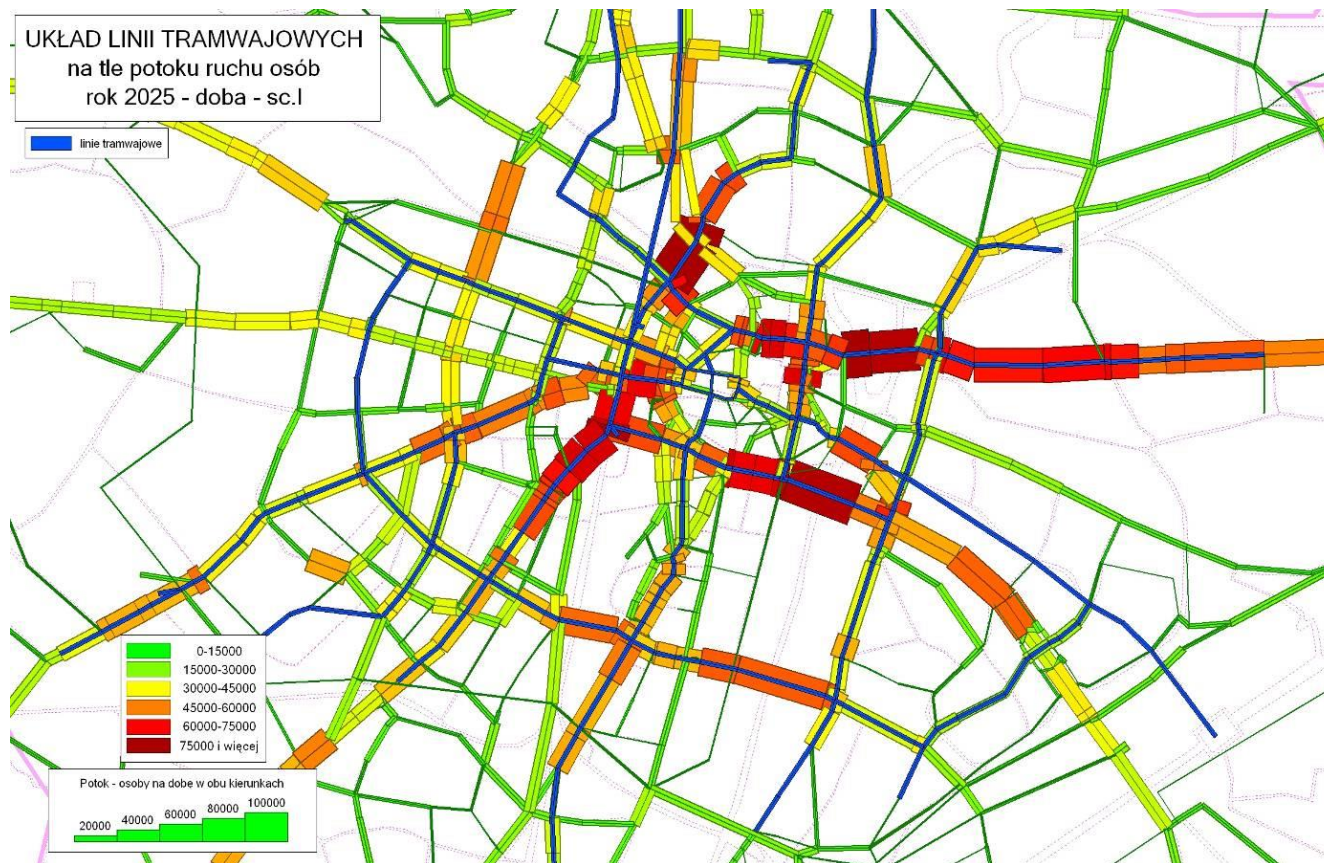 UKŁAD LINII TRAMWAJOWYCH
na tle potoku ruchu osób
rok 2025 - doba - sc.I
linie tramwajowe
0-15000
15000-30000
30000-45000
45000-60000
60000-75000
75000 i więcej
Potok - osoby na dobe w obu kierunkach
20000 40000 60000 80000 100000